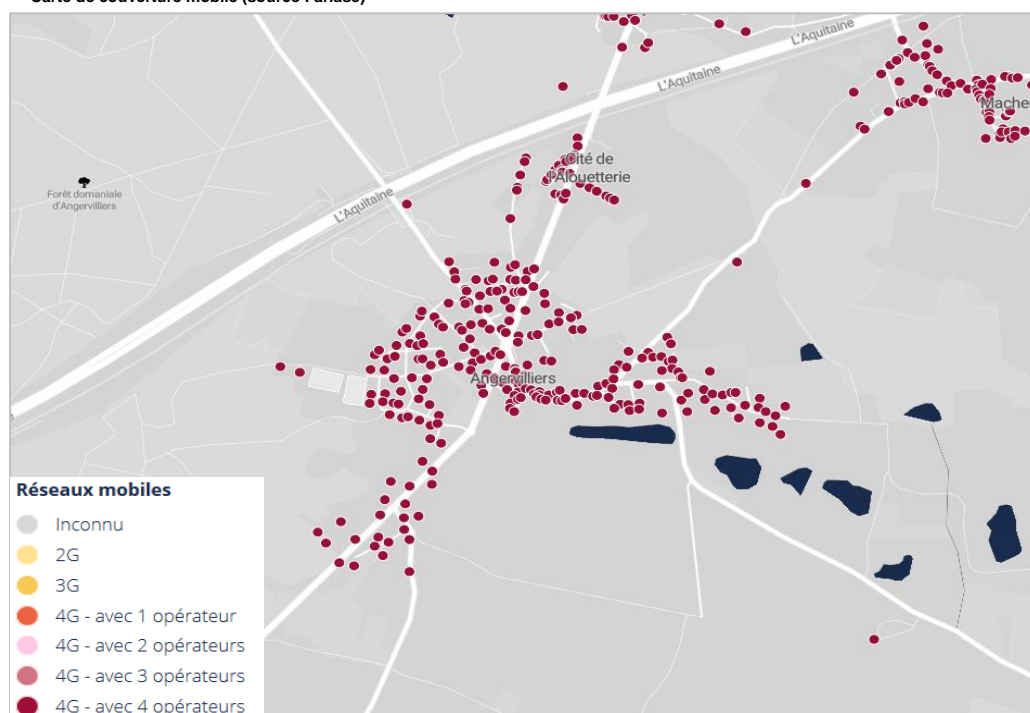 L'Aquitaine
L'Aquitaine
Cité de
l'Alouetterie
Forêt domaniale
d'Angervilliers
L'Aquitaine
Angervilliers
Réseaux mobiles
Inconnu
2G
3G
4G - avec 1 opérateur
4G - avec 2 opérateurs
4G - avec 3 opérateurs
4G - avec 4 opérateurs